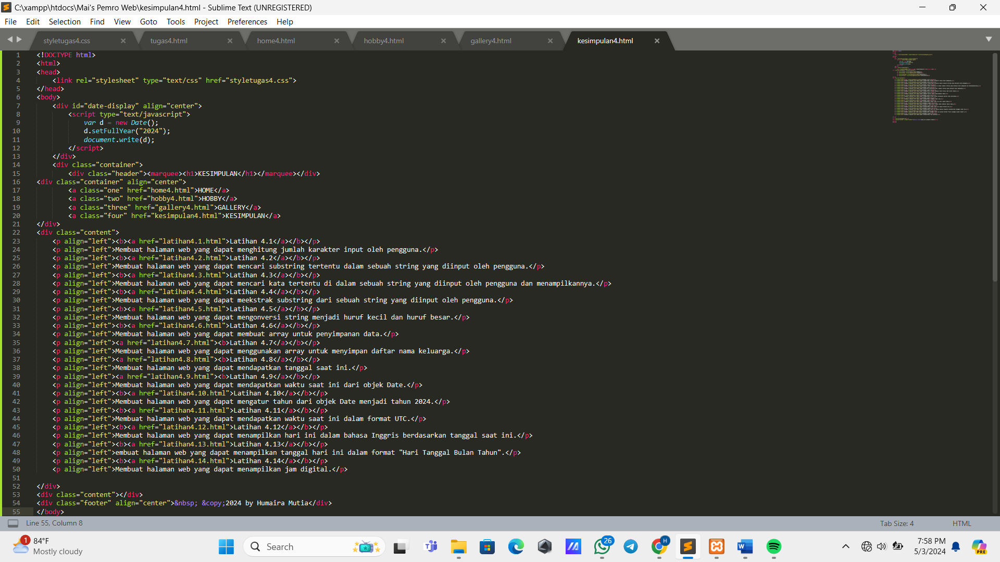 C:\xampp\htdocs\Mai's Pemro Web\kesimpulan4.html - Sublime Text (UNREGISTERED)
File Edit Selection Find View Goto Tools Project Preferences Help
styletugas4.css tugas4.html home4.html hobby4.html gallery4.html kesimpulan4.html
1 <!DOCTYPE html>
2 <html>
3 <head>
4 <link rel="stylesheet" type="text/css" href="styletugas4.css">
5 </head>
6 <body>
7 <div id="date-display" align="center">
8 <script type="text/javascript">
9 var d = new Date();
10 d.setFullYear("2024");
11 document.write(d);
12 </script>
13 </div>
14 <div class="container">
15 <div class="header"><marquee><h1>KESIMPULAN</h1></marquee></div>
16 <div class="container" align="center">
17 <a class="one" href="home4.html">HOME</a>
18 <a class="two" href="hobby4.html">HOBBY</a>
19 <a class="three" href="gallery4.html">GALLERY</a>
20 <a class="four" href="kesimpulan4.html">KESIMPULAN</a>
21 </div>
22 <div class="content">
23 <p align="left"><b><a href="latihan4.1.html">Latihan 4.1</a></b></p>
24 <p align="left">Membuat halaman web yang dapat menghitung jumlah karakter input oleh pengguna.</p>
25 <p align="left"><b><a href="latihan4.2.html">Latihan 4.2</a></b></p>
26 <p align="left">Membuat halaman web yang dapat mencari substring tertentu dalam sebuah string yang diinput oleh pengguna.</p>
27 <p align="left"><b><a href="latihan4.3.html">Latihan 4.3</a></b></p>
28 <p align="left">Membuat halaman web yang dapat mencari kata tertentu di dalam sebuah string yang diinput oleh pengguna dan menampilkannya.</p>
29 <p align="left"><b><a href="latihan4.4.html">Latihan 4.4</a></b></p>
30 <p align="left">Membuat halaman web yang dapat meekstrak substring dari sebuah string yang diinput oleh pengguna.</p>
31 <p align="left"><b><a href="latihan4.5.html">Latihan 4.5</a></b></p>
32 <p align="left">Membuat halaman web yang dapat mengonversi string menjadi huruf kecil dan huruf besar.</p>
33 <p align="left"><b><a href="latihan4.6.html">Latihan 4.6</a></b></p>
34 <p align="left">Membuat halaman web yang dapat membuat array untuk penyimpanan data.</p>
35 <p align="left"><a href="latihan4.7.html"><b>Latihan 4.7</a></b></p>
36 <p align="left">Membuat halaman web yang dapat menggunakan array untuk menyimpan daftar nama keluarga.</p>
37 <p align="left"><a href="latihan4.8.html"><b>Latihan 4.8</a></b></p>
38 <p align="left">Membuat halaman web yang dapat mendapatkan tanggal saat ini.</p>
39 <p align="left"><a href="latihan4.9.html"><b>Latihan 4.9</a></b></p>
40 <p align="left">Membuat halaman web yang dapat mendapatkan waktu saat ini dari objek Date.</p>
41 <p align="left"><b><a href="latihan4.10.html">Latihan 4.10</a></b></p>
42 <p align="left">Membuat halaman web yang dapat mengatur tahun dari objek Date menjadi tahun 2024.</p>
43 <p align="left"><b><a href="latihan4.11.html">Latihan 4.11</a></b></p>
44 <p align="left">Membuat halaman web yang dapat mendapatkan waktu saat ini dalam format UTC.</p>
45 <p align="left"><b><a href="latihan4.12.html">Latihan 4.12</a></b></p>
46 <p align="left">Membuat halaman web yang dapat menampilkan hari ini dalam bahasa Inggris berdasarkan tanggal saat ini.</p>
47 <p align="left"><b><a href="latihan4.13.html">Latihan 4.13</a></b></p>
48 <p align="left">embuat halaman web yang dapat menampilkan tanggal hari ini dalam format "Hari Tanggal Bulan Tahun".</p>
49 <p align="left"><b><a href="latihan4.14.html">Latihan 4.14</a></b></p>
50 <p align="left">Membuat halaman web yang dapat menampilkan jam digital.</p>
51
52 </div>
53 <div class="content"></div>
54 <div class="footer" align="center">&nbsp; &copy;2024 by Humaira Mutia</div>
55 </body>
Line 55, Column 8 Tab Size: 4 HTML
1 84°F
Mostly cloudy
Search
26
H
7:58 PM
5/3/2024
PRE